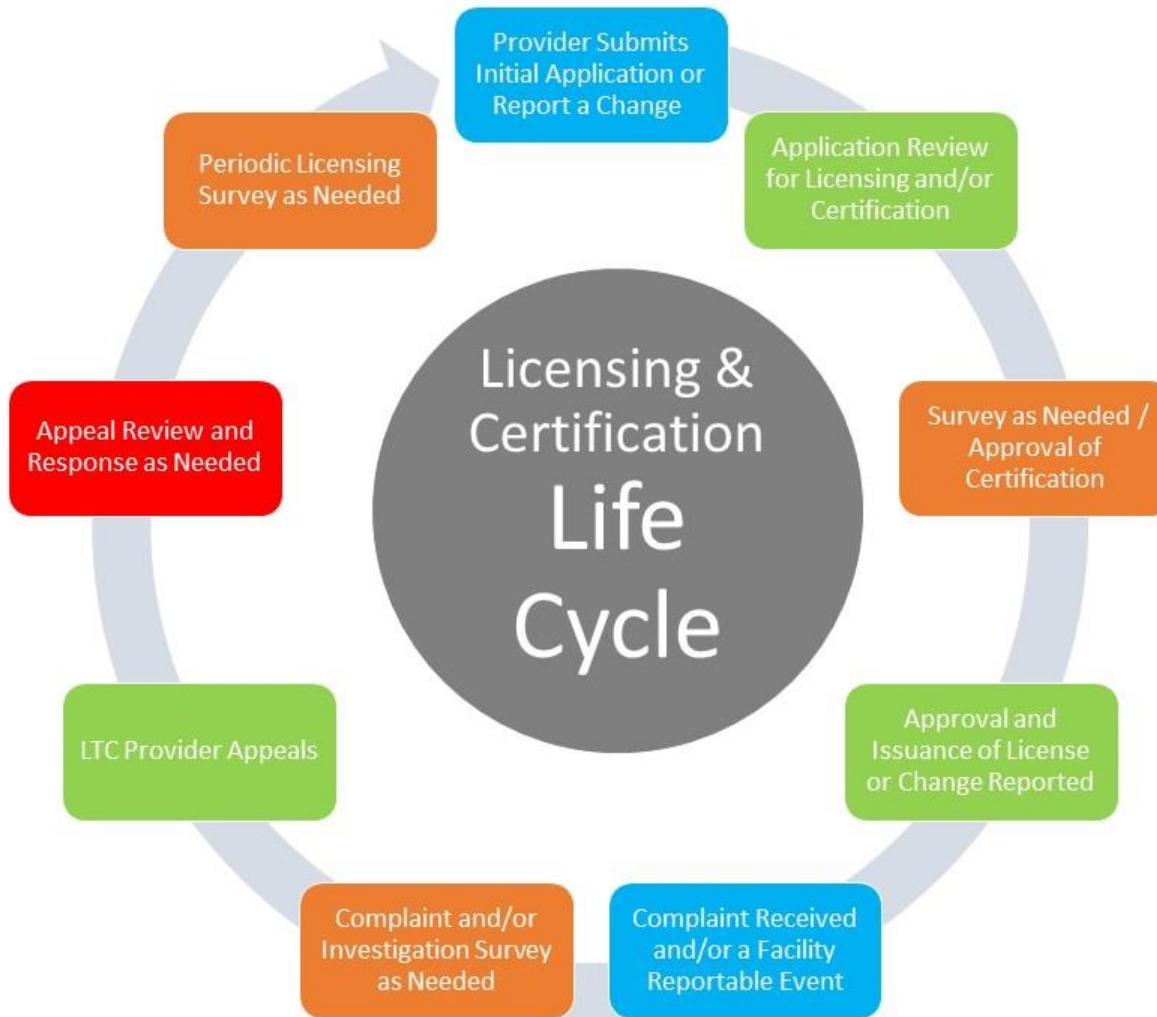 Provider Submits
Initial Application or
Report a Change
Application Review
for Licensing and/or
Certification
Survey as Needed /
Approval of
Certification
Approval and
Issuance of License
or Change Reported
Complaint Received
and/or a Facility
Reportable Event
Complaint and/or
Investigation Survey
as Needed
LTC Provider Appeals
Appeal Review and
Response as Needed
Periodic Licensing
Survey as Needed
Licensing &
Certification
Life
Cycle